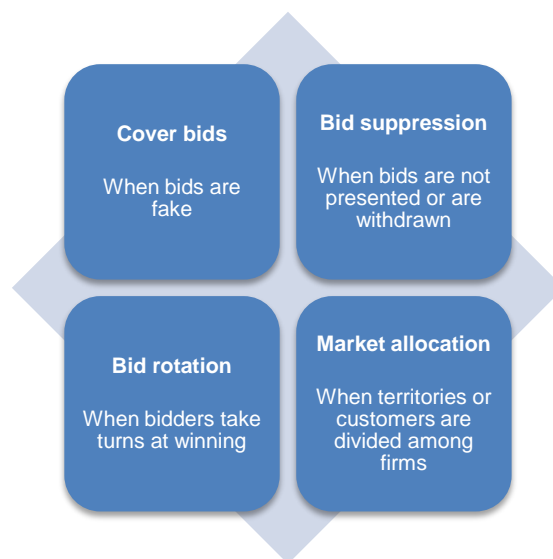 Cover bids
When bids are
fake
Bid suppression
When bids are not
presented or are
withdrawn
Bid rotation
When bidders take
turns at winning
Market allocation
When territories or
customers are
divided among
firms